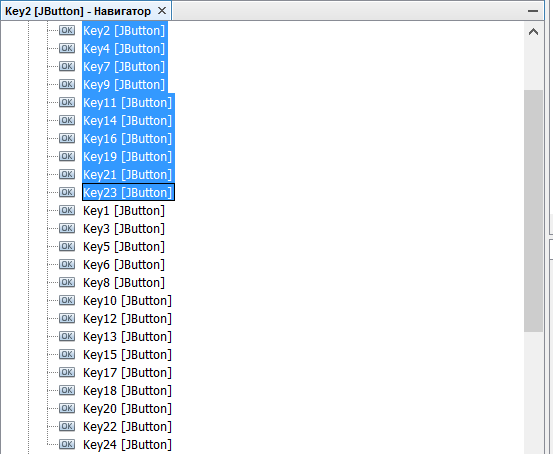 Key2 [JButton] - Навигатор
OK Key2 [JButton]
OK Key4 [JButton]
OK Key7 [JButton]
OK Key9 [JButton]
OK Key11 [JButton]
OK Key14 [JButton]
OK Key16 [JButton]
OK Key19 [JButton]
OK Key21 [JButton]
OK Key23 [JButton]
OK Key1 [JButton]
OK Key3 [JButton]
OK Key5 [JButton]
OK Key6 [JButton]
OK Key8 [JButton]
OK Key10 [JButton]
OK Key12 [JButton]
OK Key13 [JButton]
OK Key15 [JButton]
OK Key17 [JButton]
OK Key18 [JButton]
OK Key20 [JButton]
OK Key22 [JButton]
OK Key24 [JButton]